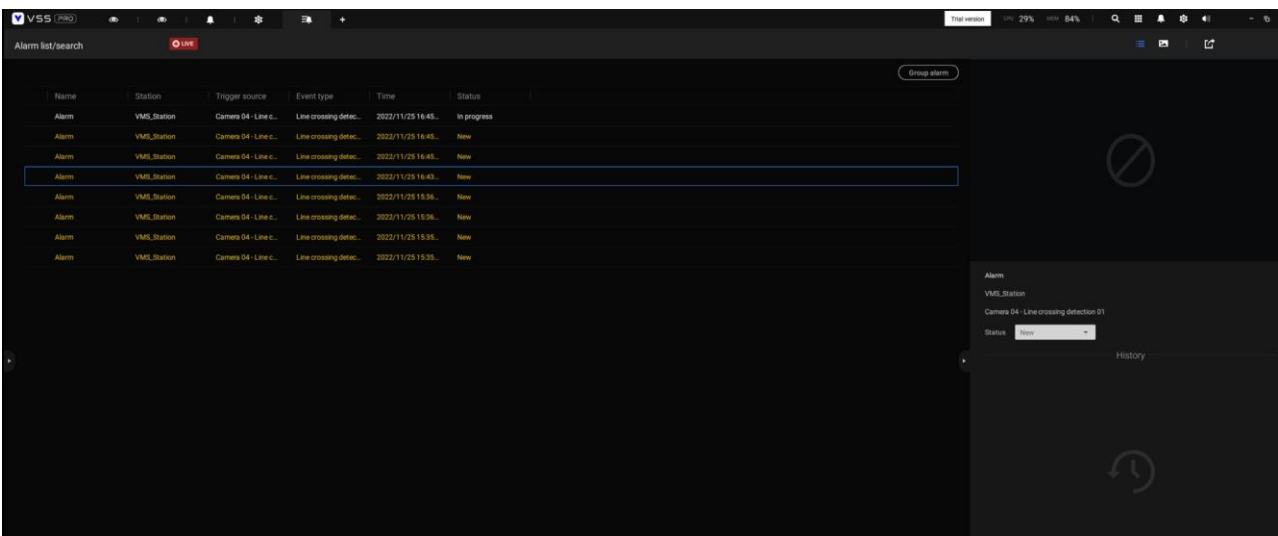 VSS PRO Trial version CPU 29% MEM 84%
Alarm list/search LIVE
Group alarm
Name Station Trigger source Event type Time Status
Alarm VMS_Station Camera 04 - Line c... Line crossing detec... 2022/11/25 16:45... In progress
Alarm VMS_Station Camera 04 - Line c... Line crossing detec... 2022/11/25 16:45... New
Alarm VMS_Station Camera 04 - Line c... Line crossing detec... 2022/11/25 16:45... New
Alarm VMS_Station Camera 04 - Line c... Line crossing detec... 2022/11/25 16:43... New
Alarm VMS_Station Camera 04 - Line c... Line crossing detec... 2022/11/25 15:36... New
Alarm VMS_Station Camera 04 - Line c... Line crossing detec... 2022/11/25 15:36... New
Alarm VMS_Station Camera 04 - Line c... Line crossing detec... 2022/11/25 15:35... New
Alarm VMS_Station Camera 04 - Line c... Line crossing detec... 2022/11/25 15:35... New
Alarm
VMS_Station
Camera 04 - Line crossing detection 01
Status New
History